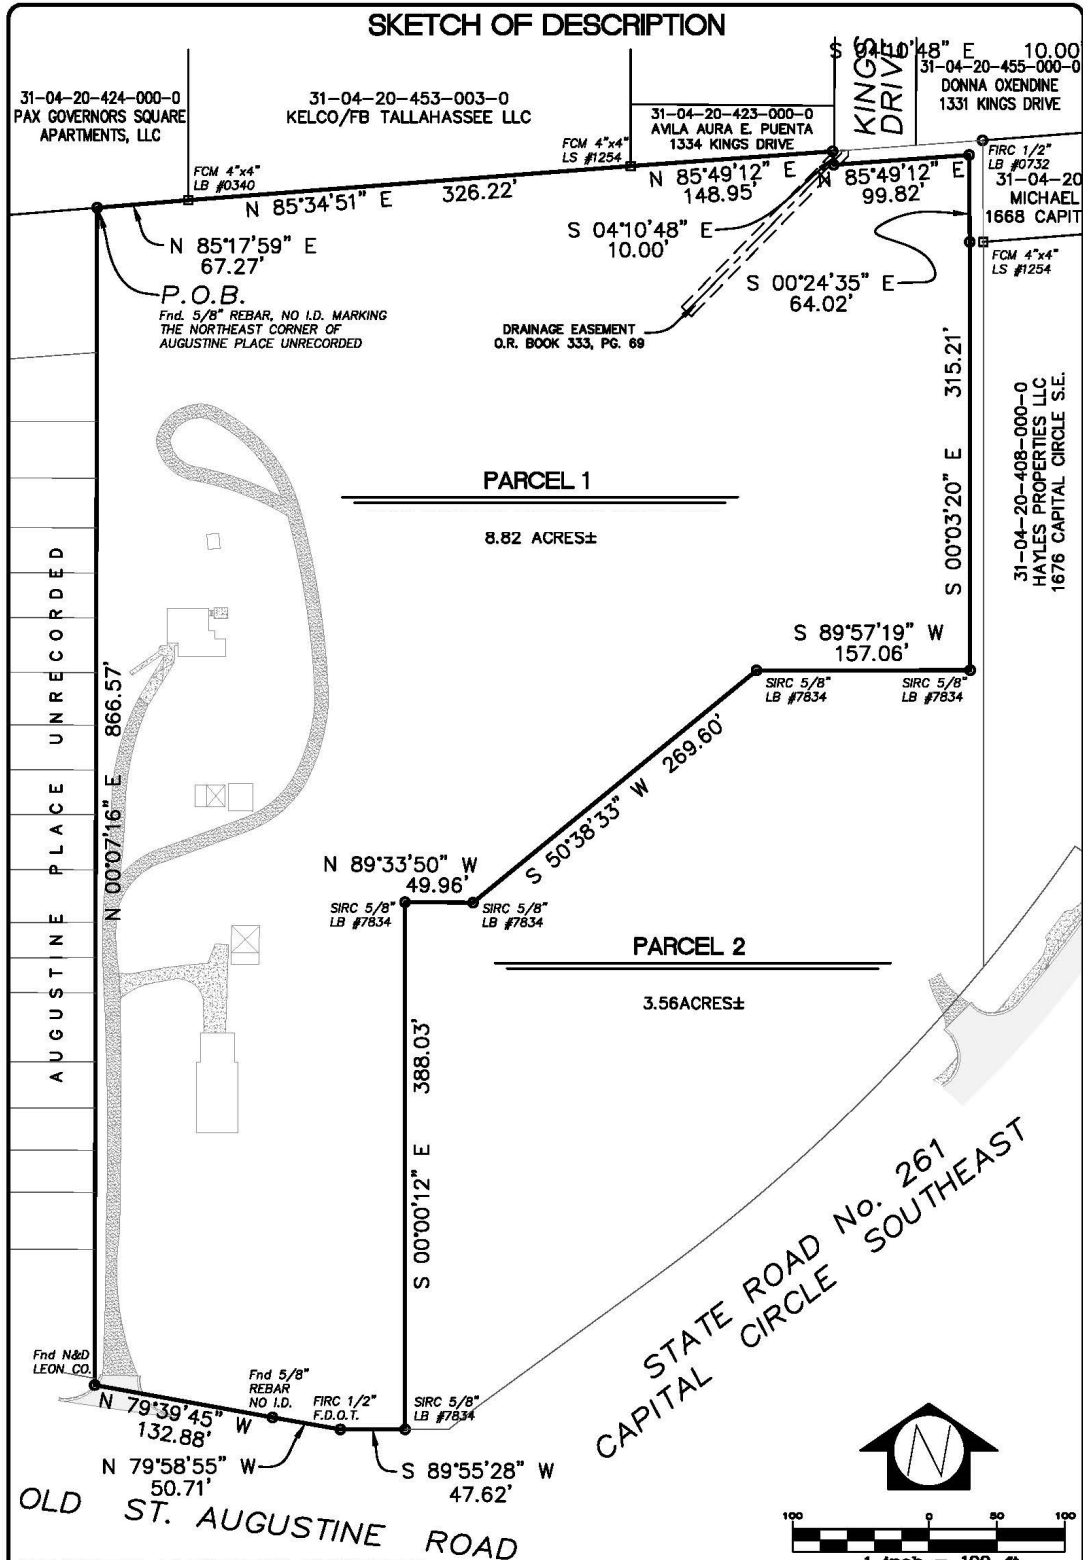 SKETCH OF DESCRIPTION
S 04°10'48" E 10.00'
KINGS
DRIVE
31-04-20-424-000-0
PAX GOVERNORS SQUARE
APARTMENTS, LLC
31-04-20-453-003-0
KELCO/FB TALLAHASSEE LLC
31-04-20-423-000-0
AVILA AURA E. PUENTA
1334 KINGS DRIVE
31-04-20-455-000-0
DONNA OXENDINE
1331 KINGS DRIVE
FCM 4"x4"
LB #0340
FCM 4"x4"
LS #1254
FIRC 1/2"
LB #0732
31-04-20
MICHAEL
1668 CAPIT
FCM 4"x4"
LS #1254
N 85°17'59" E
67.27'
N 85°34'51" E 326.22'
N 85°49'12" E
148.95'
N 85°49'12" E
99.82'
S 04°10'48" E
10.00'
S 00°24'35" E
64.02'
P.O.B.
Fnd. 5/8" REBAR, NO I.D. MARKING
THE NORTHEAST CORNER OF
AUGUSTINE PLACE UNRECORDED
DRAINAGE EASEMENT
O.R. BOOK 333, PG. 69
S 00°03'20" E 315.21'
31-04-20-408-000-0
HAYLES PROPERTIES LLC
1676 CAPITAL CIRCLE S.E.
PARCEL 1
8.82 ACRES±
AUGUSTINE PLACE UNRECORDED
N 00°07'16" E 866.57'
S 89°57'19" W
157.06'
SIRC 5/8"
LB #7834
SIRC 5/8"
LB #7834
S 50°38'33" W 269.60'
N 89°33'50" W
49.96'
SIRC 5/8"
LB #7834
SIRC 5/8"
LB #7834
PARCEL 2
3.56ACRES±
S 00°00'12" E 388.03'
STATE ROAD No. 261
CAPITAL CIRCLE SOUTHEAST
Fnd N&D
LEON CO.
Fnd 5/8"
REBAR
NO I.D.
FIRC 1/2"
F.D.O.T.
SIRC 5/8"
LB #7834
N 79°39'45" W
132.88'
N 79°58'55" W
50.71'
S 89°55'28" W
47.62'
OLD ST. AUGUSTINE ROAD
N
100 0 50 100
1 inch = 100 ft.